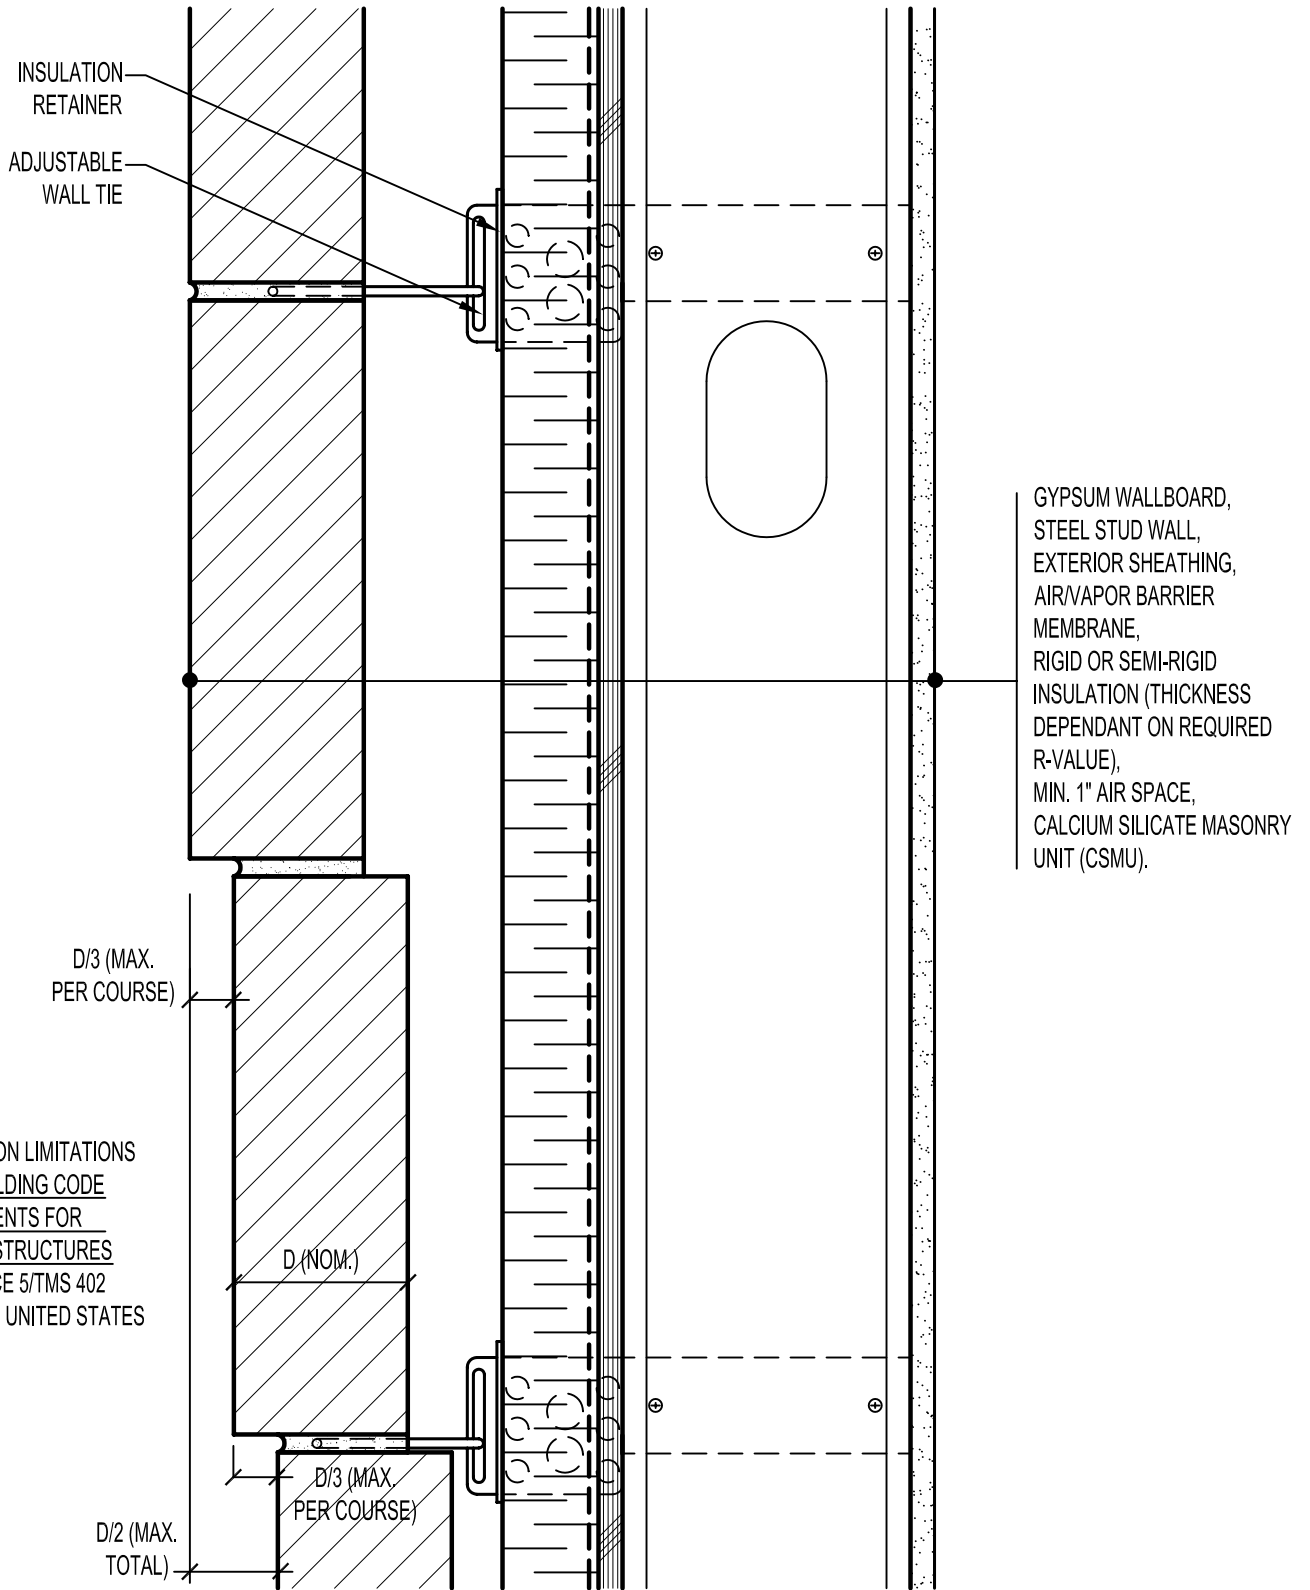 INSULATION
RETAINER
ADJUSTABLE
WALL TIE
GYPSUM WALLBOARD,
STEEL STUD WALL,
EXTERIOR SHEATHING,
AIR/VAPOR BARRIER
MEMBRANE,
RIGID OR SEMI-RIGID
INSULATION (THICKNESS
DEPENDANT ON REQUIRED
R-VALUE),
MIN. 1" AIR SPACE,
CALCIUM SILICATE MASONRY
UNIT (CSMU).
D/3 (MAX.
PER COURSE)
ON LIMITATIONS
LDING CODE
ENTS FOR
STRUCTURES
CE 5/TMS 402
UNITED STATES
D (NOM.)
D/3 (MAX.
PER COURSE)
D/2 (MAX.
TOTAL)